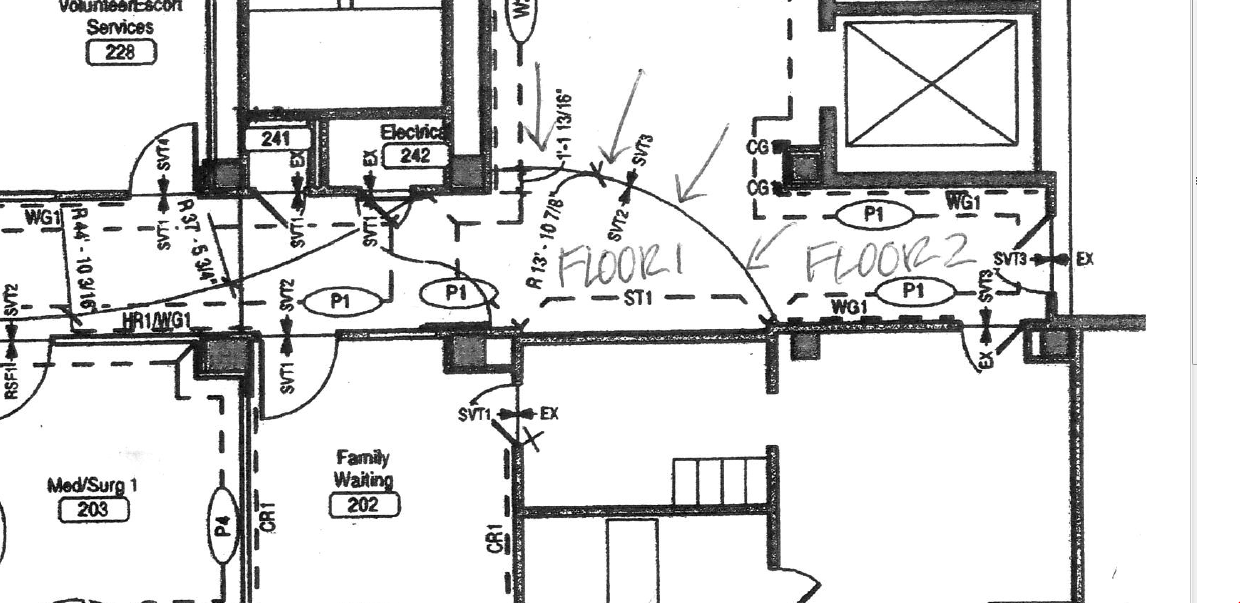 Volunteer/Escort
Services
228
241
Electrica
242
SVT4
EX
EX
1'-1 13/16"
SVT3
CG
CG
WG1
P1
WG1
R 44' - 10 3/16"
SVT1
R 37' - 5 3/4"
SVT1
SVT1
R 13' - 10 7/8"
SVT2
FLOOR 1
FLOOR 2
SVT3
EX
SVT2
SVT2
P1
P1
ST1
P1
SVT3
HR1/WG1
WG1
RSF1
SVT1
EX
SVT1
EX
Family
Waiting
202
Med/Surg 1
203
P4
CR1
CR1